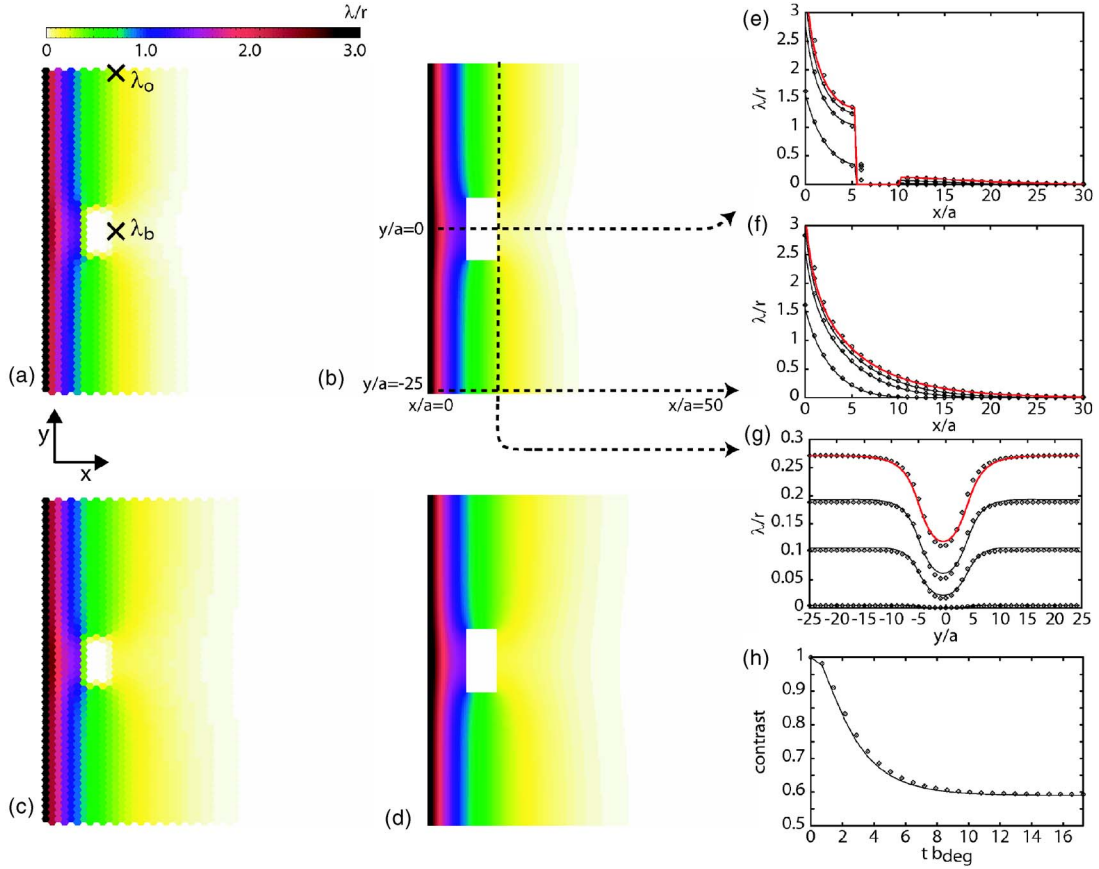 λ/r
0 1.0 2.0 3.0
λo
λb
(a)
y
x
(b)
y/a=0
y/a=-25
x/a=0
x/a=50
(c)
(d)
(e)
3
2.5
2
1.5
1
0.5
0
λ/r
0 5 10 15 20 25 30
x/a
(f)
3
2.5
2
1.5
1
0.5
0
λ/r
0 5 10 15 20 25 30
x/a
(g)
0.3
0.25
0.2
0.15
0.1
0.05
0
λ/r
-25 -20 -15 -10 -5 0 5 10 15 20 25
y/a
(h)
1
0.9
0.8
0.7
0.6
0.5
contrast
0 2 4 6 8 10 12 14 16
t bdeg